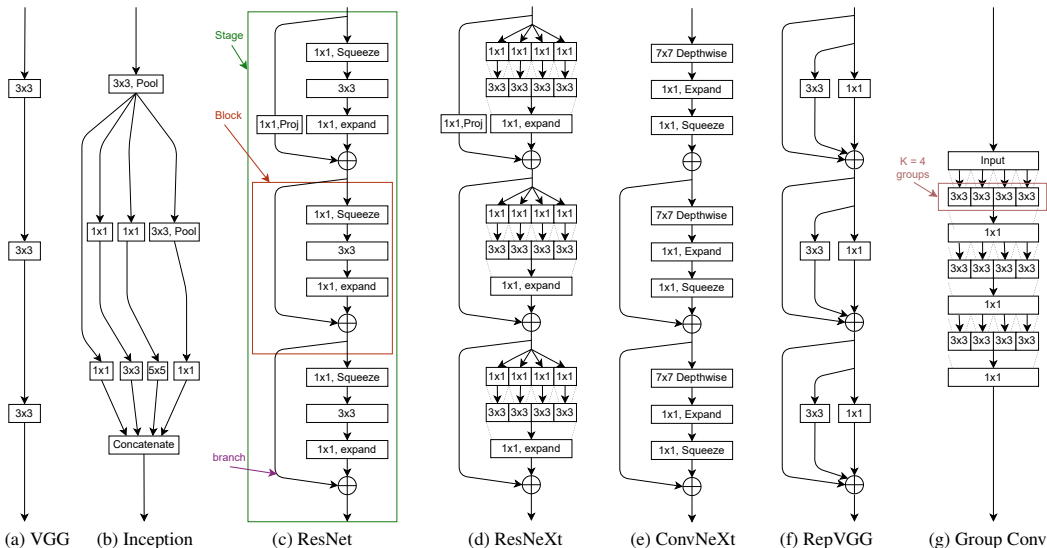 3x3
3x3
3x3
(a) VGG
3x3, Pool
1x1
1x1
3x3, Pool
1x1
3x3
5x5
1x1
Concatenate
(b) Inception
Stage
Block
branch
1x1, Squeeze
3x3
1x1,Proj
1x1, expand
1x1, Squeeze
3x3
1x1, expand
1x1, Squeeze
3x3
1x1, expand
(c) ResNet
1x1
1x1
1x1
1x1
3x3
3x3
3x3
3x3
1x1,Proj
1x1, expand
1x1
1x1
1x1
1x1
3x3
3x3
3x3
3x3
1x1, expand
1x1
1x1
1x1
1x1
3x3
3x3
3x3
3x3
1x1, expand
(d) ResNeXt
7x7 Depthwise
1x1, Expand
1x1, Squeeze
7x7 Depthwise
1x1, Expand
1x1, Squeeze
7x7 Depthwise
1x1, Expand
1x1, Squeeze
(e) ConvNeXt
3x3
1x1
3x3
1x1
3x3
1x1
(f) RepVGG
K = 4
groups
Input
3x3
3x3
3x3
3x3
1x1
3x3
3x3
3x3
3x3
1x1
3x3
3x3
3x3
3x3
1x1
(g) Group Conv